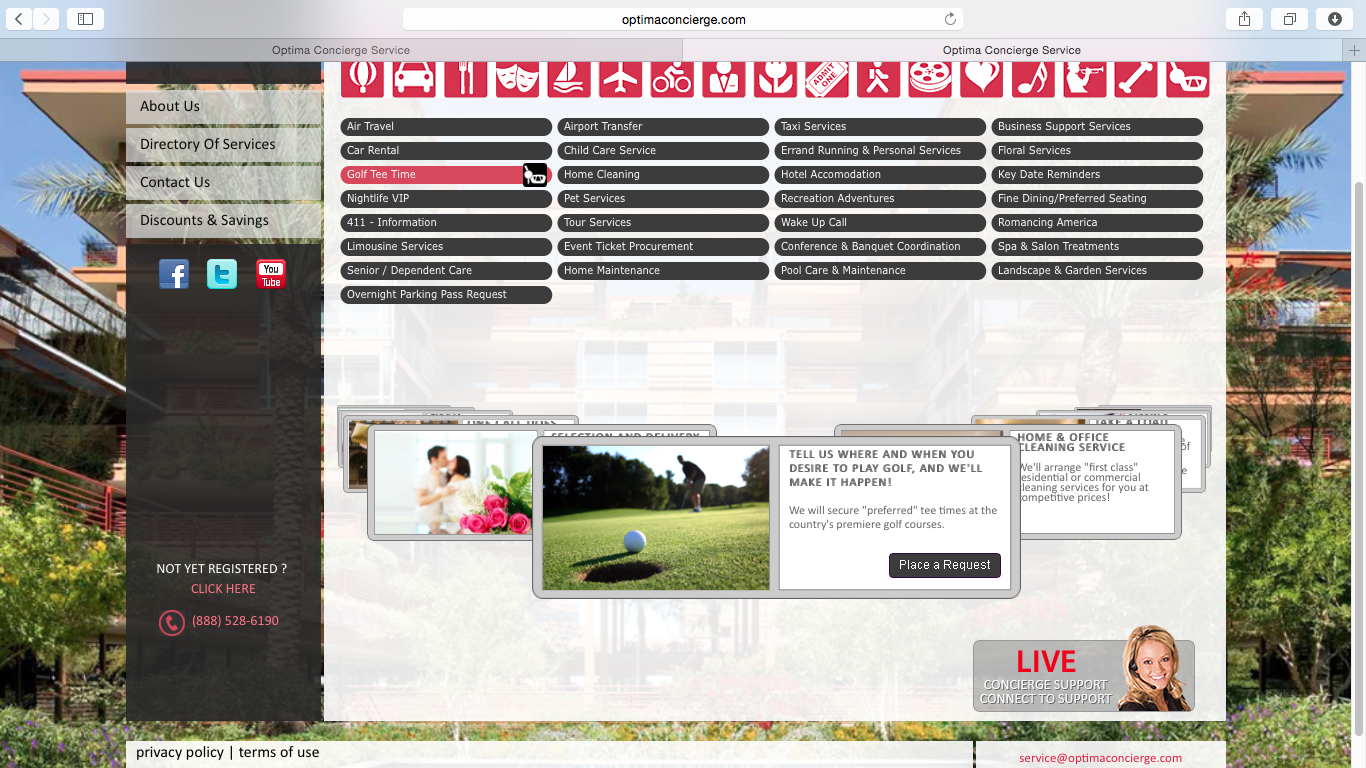 optimaconcierge.com
Optima Concierge Service
Optima Concierge Service
ADMIT ONE
About Us
Directory Of Services
Contact Us
Discounts & Savings
You
Tube
NOT YET REGISTERED ?
CLICK HERE
(888) 528-6190
Air Travel
Airport Transfer
Taxi Services
Business Support Services
Car Rental
Child Care Service
Errand Running & Personal Services
Floral Services
Golf Tee Time
Home Cleaning
Hotel Accomodation
Key Date Reminders
Nightlife VIP
Pet Services
Recreation Adventures
Fine Dining/Preferred Seating
411 - Information
Tour Services
Wake Up Call
Romancing America
Limousine Services
Event Ticket Procurement
Conference & Banquet Coordination
Spa & Salon Treatments
Senior / Dependent Care
Home Maintenance
Pool Care & Maintenance
Landscape & Garden Services
Overnight Parking Pass Request
ONE CALL DOES
SELECTION AND DELIVERY
TELL US WHERE AND WHEN YOU
DESIRE TO PLAY GOLF, AND WE'LL
MAKE IT HAPPEN!
We will secure "preferred" tee times at the
country's premiere golf courses.
Place a Request
TAKE A LOAD
HOME & OFFICE
CLEANING SERVICE
We'll arrange "first class"
residential or commercial
cleaning services for you at
competitive prices!
of
LIVE
CONCIERGE SUPPORT
CONNECT TO SUPPORT
privacy policy | terms of use
service@optimaconcierge.com